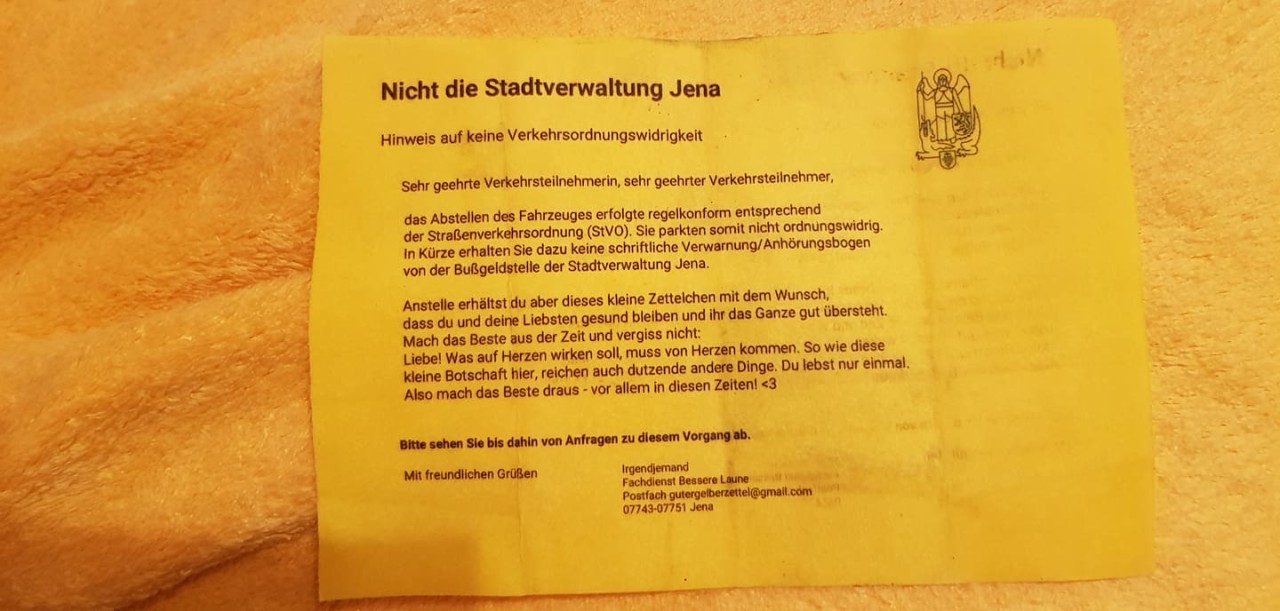 Nicht die Stadtverwaltung Jena
Hinweis auf keine Verkehrsordnungswidrigkeit
Sehr geehrte Verkehrsteilnehmerin, sehr geehrter Verkehrsteilnehmer,
das Abstellen des Fahrzeuges erfolgte regelkonform entsprechend
der Straßenverkehrsordnung (StVO). Sie parkten somit nicht ordnungswidrig.
In Kürze erhalten Sie dazu keine schriftliche Verwarnung/Anhörungsbogen
von der Bußgeldstelle der Stadtverwaltung Jena.
Anstelle erhältst du aber dieses kleine Zettelchen mit dem Wunsch,
dass du und deine Liebsten gesund bleiben und ihr das Ganze gut übersteht.
Mach das Beste aus der Zeit und vergiss nicht:
Liebe! Was auf Herzen wirken soll, muss von Herzen kommen. So wie diese
kleine Botschaft hier, reichen auch dutzende andere Dinge. Du lebst nur einmal.
Also mach das Beste draus - vor allem in diesen Zeiten! <3
Bitte sehen Sie bis dahin von Anfragen zu diesem Vorgang ab.
Mit freundlichen Grüßen
Irgendjemand
Fachdienst Bessere Laune
Postfach gutergelberzettel@gmail.com
07743-07751 Jena